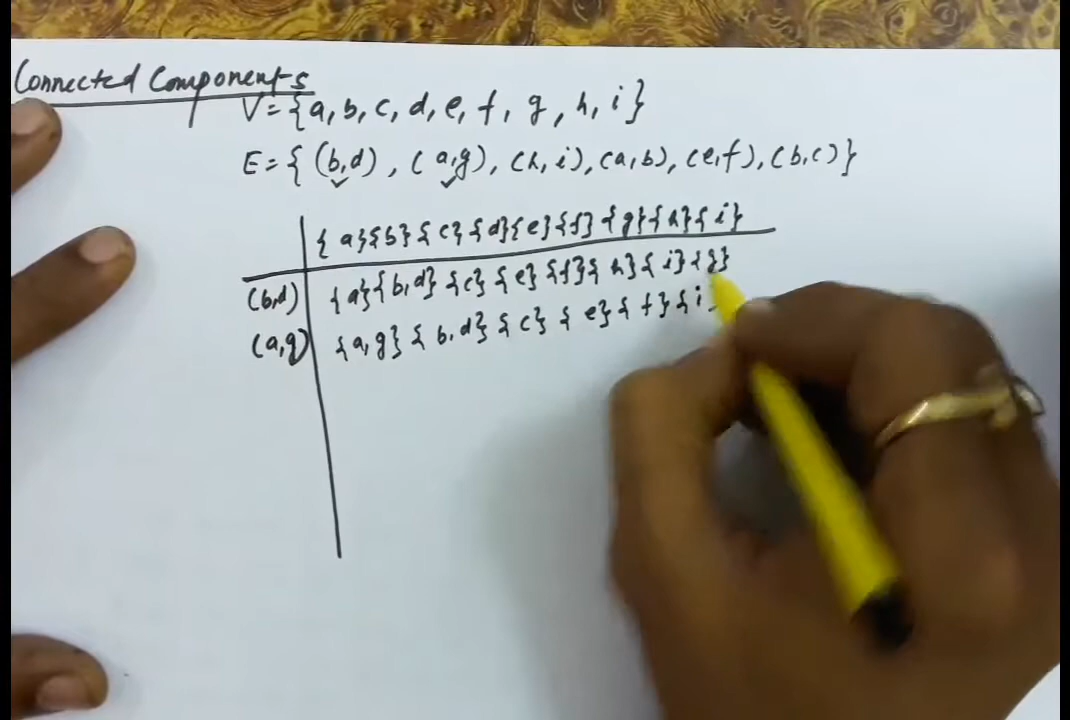 Connected Components
V = {a, b, c, d, e, f, g, h, i}
E = { (b,d), (a,g), (h, i), (a,b), (e,f), (b,c) }
{a}{b}{c}{d}{e}{f}{g}{h}{i}
(b,d) {a}{b,d}{c}{e}{f}{h}{i}{g}
(a,g) {a,g}{b,d}{c}{e}{f}{i